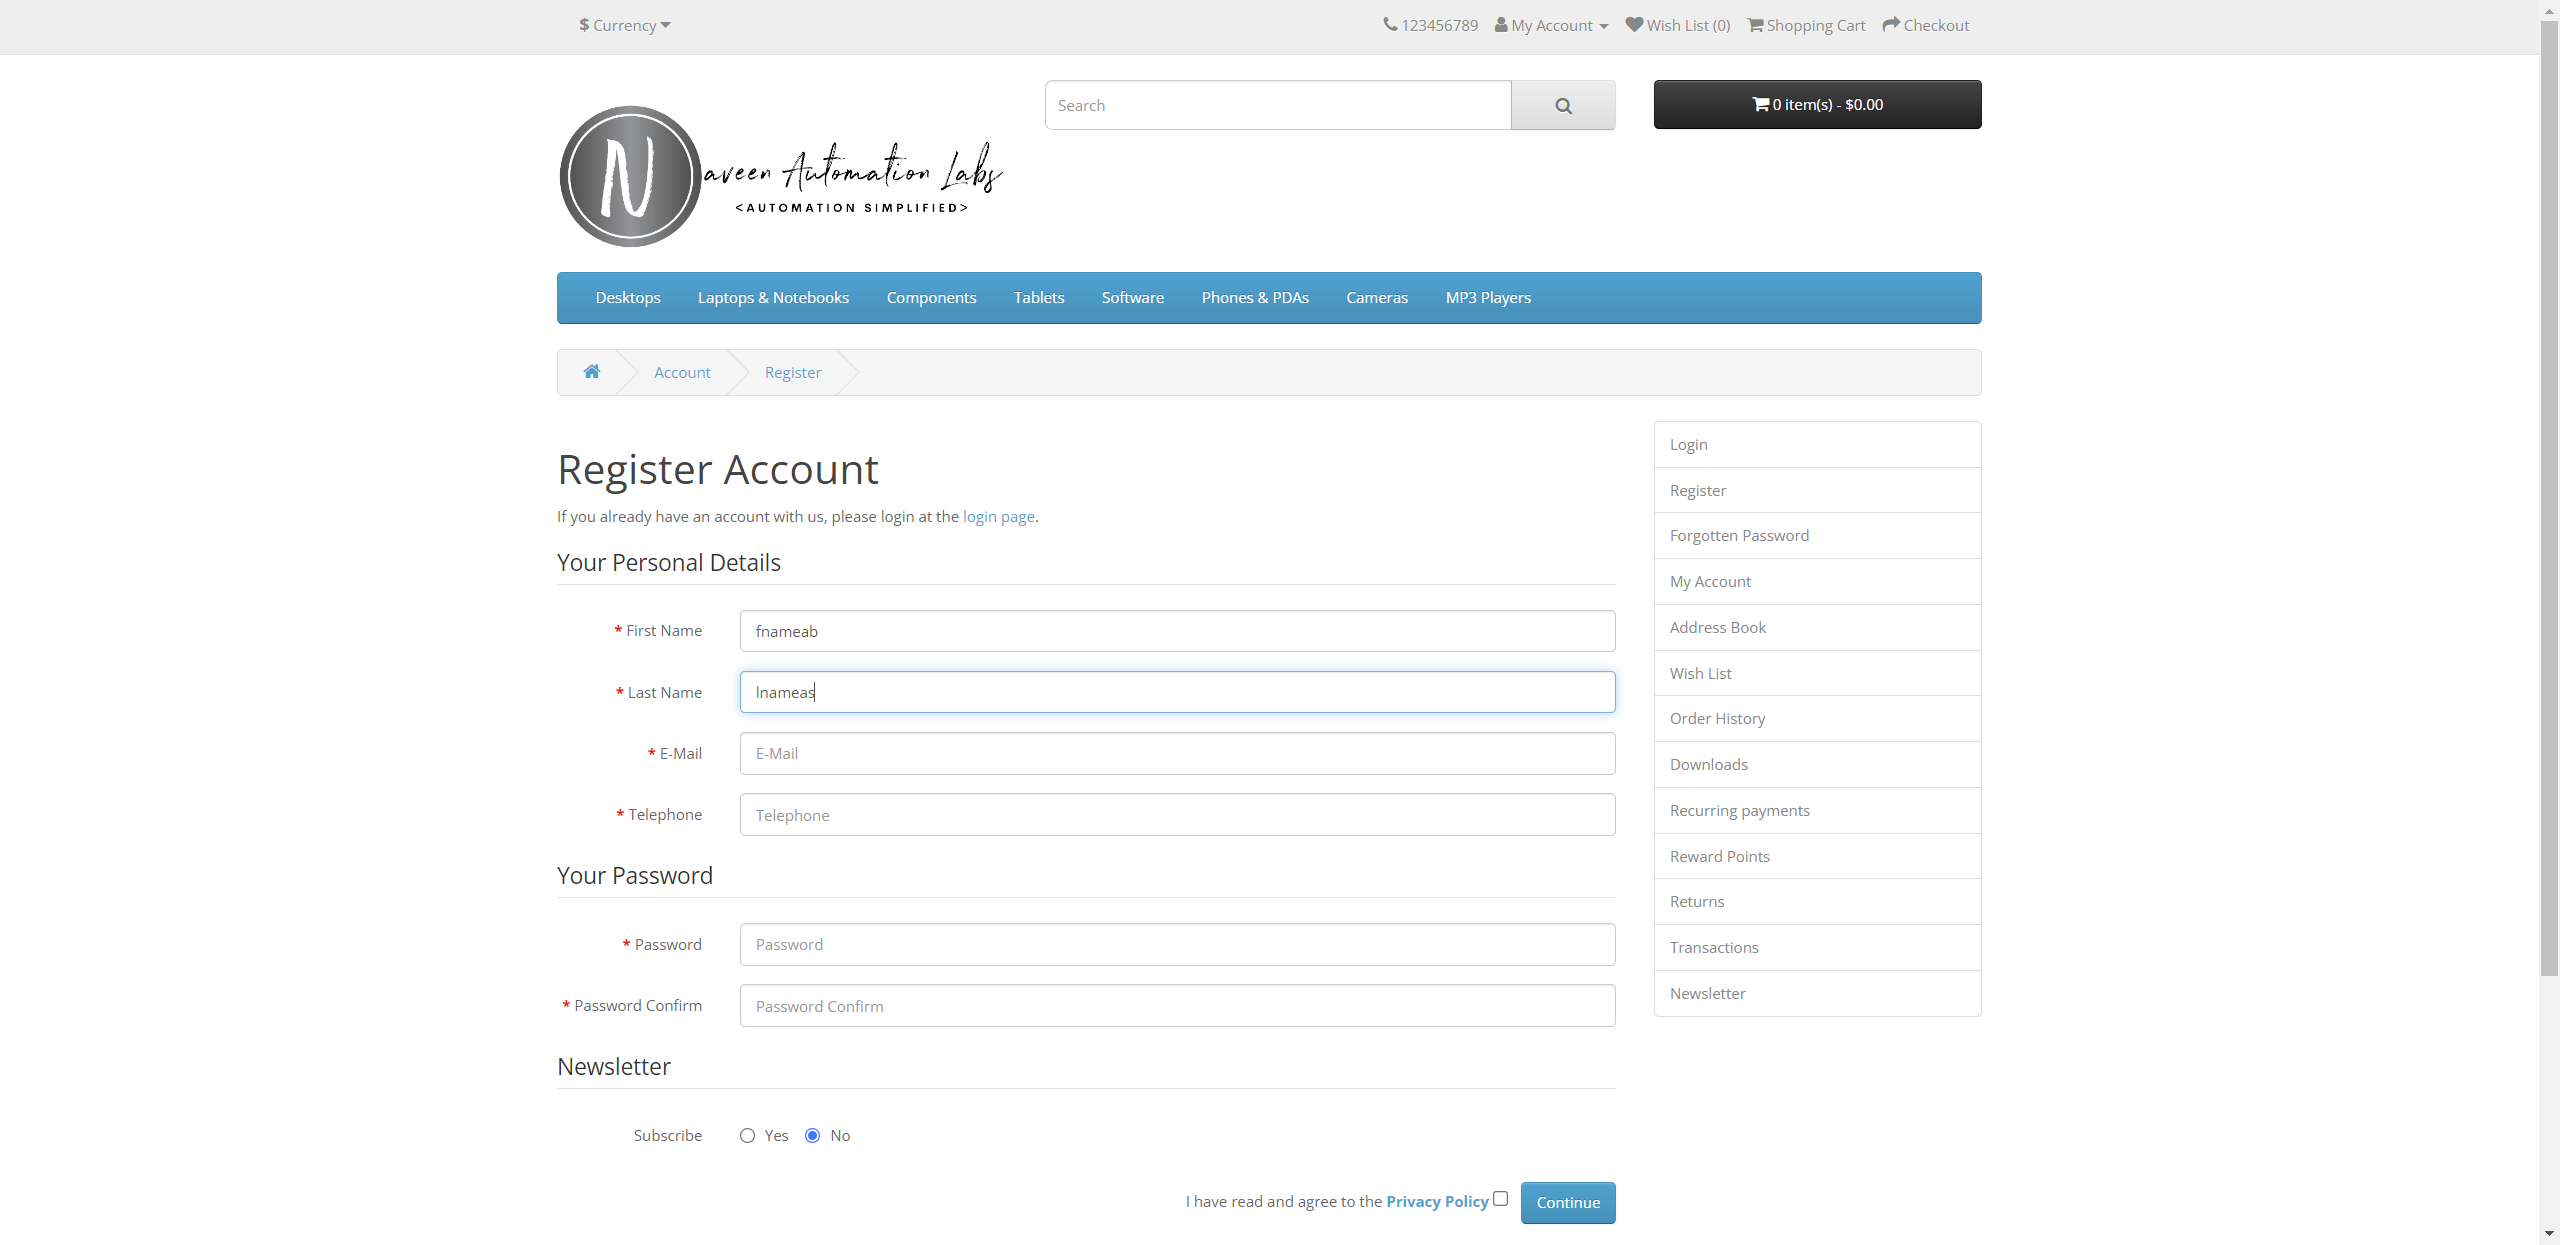 $ Currency
123456789 My Account Wish List (0) Shopping Cart Checkout
Search
0 item(s) - $0.00
N
aveen Automation Labs
<AUTOMATION SIMPLIFIED>
Desktops Laptops & Notebooks Components Tablets Software Phones & PDAs Cameras MP3 Players
Account Register
Register Account
If you already have an account with us, please login at the login page.
Your Personal Details
* First Name fnameab
* Last Name lnameas
* E-Mail E-Mail
* Telephone Telephone
Your Password
* Password Password
* Password Confirm Password Confirm
Newsletter
Subscribe Yes No
I have read and agree to the Privacy Policy Continue
Login
Register
Forgotten Password
My Account
Address Book
Wish List
Order History
Downloads
Recurring payments
Reward Points
Returns
Transactions
Newsletter